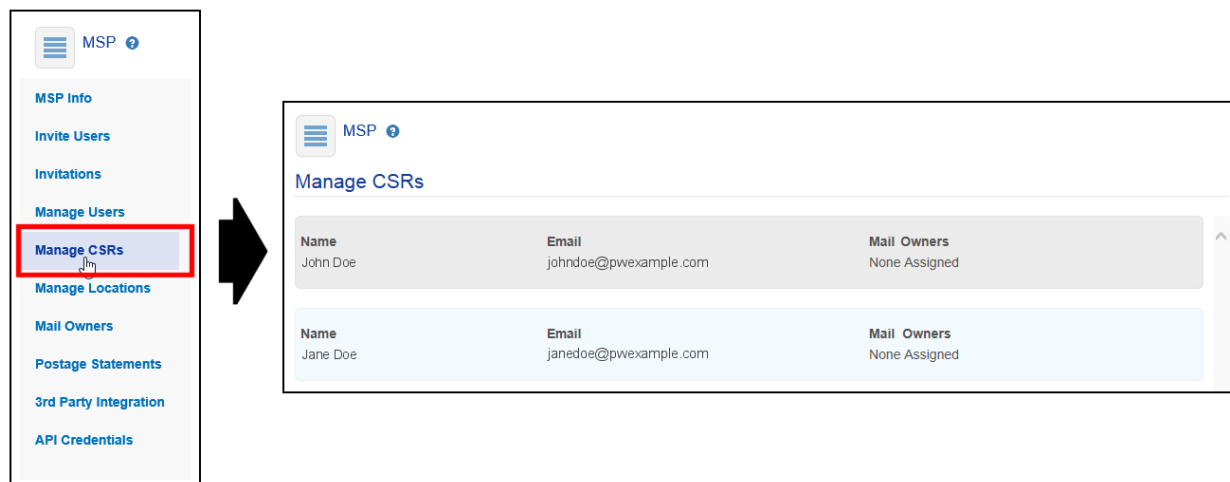 MSP
MSP Info
Invite Users
Invitations
Manage Users
Manage CSRs
Manage Locations
Mail Owners
Postage Statements
3rd Party Integration
API Credentials
MSP
Manage CSRs
Name Email Mail Owners
John Doe johndoe@pwexample.com None Assigned
Name Email Mail Owners
Jane Doe janedoe@pwexample.com None Assigned